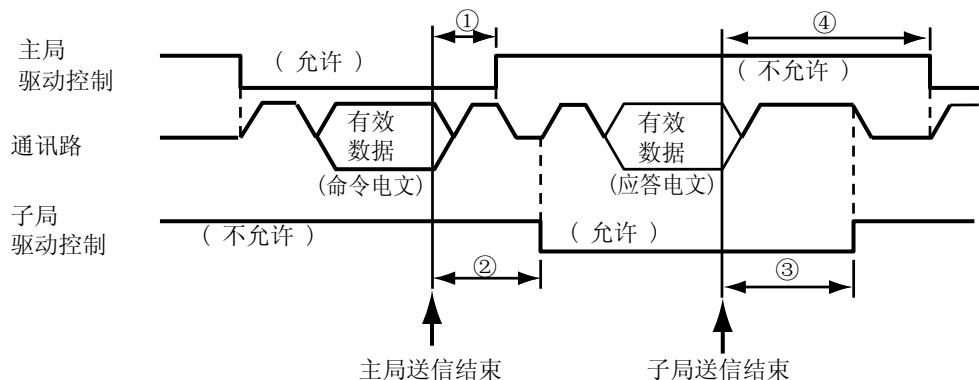 ① ④
主局
驱动控制
( 允许 )
( 不允许 )
通讯路
有效
数据
(命令电文)
有效
数据
(应答电文)
子局
驱动控制
( 不允许 )
( 允许 )
② ③
主局送信结束
子局送信结束